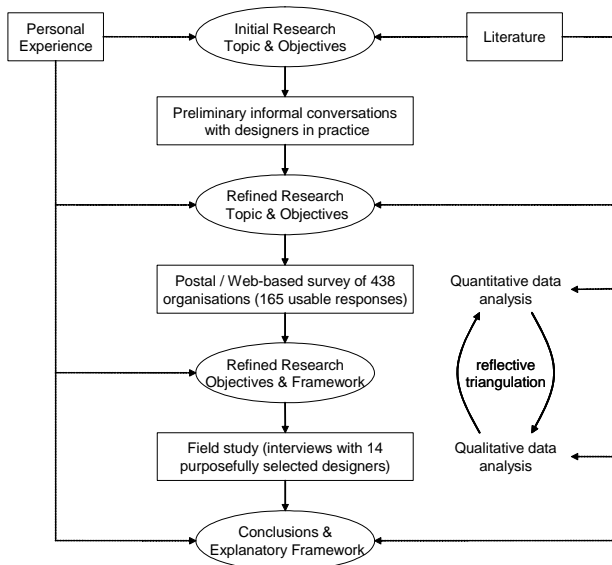 Personal
Experience
Initial Research
Topic & Objectives
Literature
Preliminary informal conversations
with designers in practice
Refined Research
Topic & Objectives
Postal / Web-based survey of 438
organisations (165 usable responses)
Quantitative data
analysis
Refined Research
Objectives & Framework
reflective
triangulation
Field study (interviews with 14
purposefully selected designers)
Qualitative data
analysis
Conclusions &
Explanatory Framework